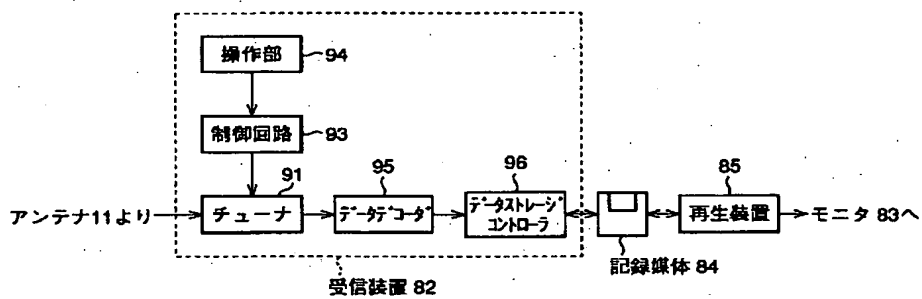 操作部
94
制御回路
93
91
95
96
85
アンテナ11より
チューナ
データデコーダ
データストレージ
コントローラ
再生装置
モニタ 83へ
記録媒体 84
受信装置 82